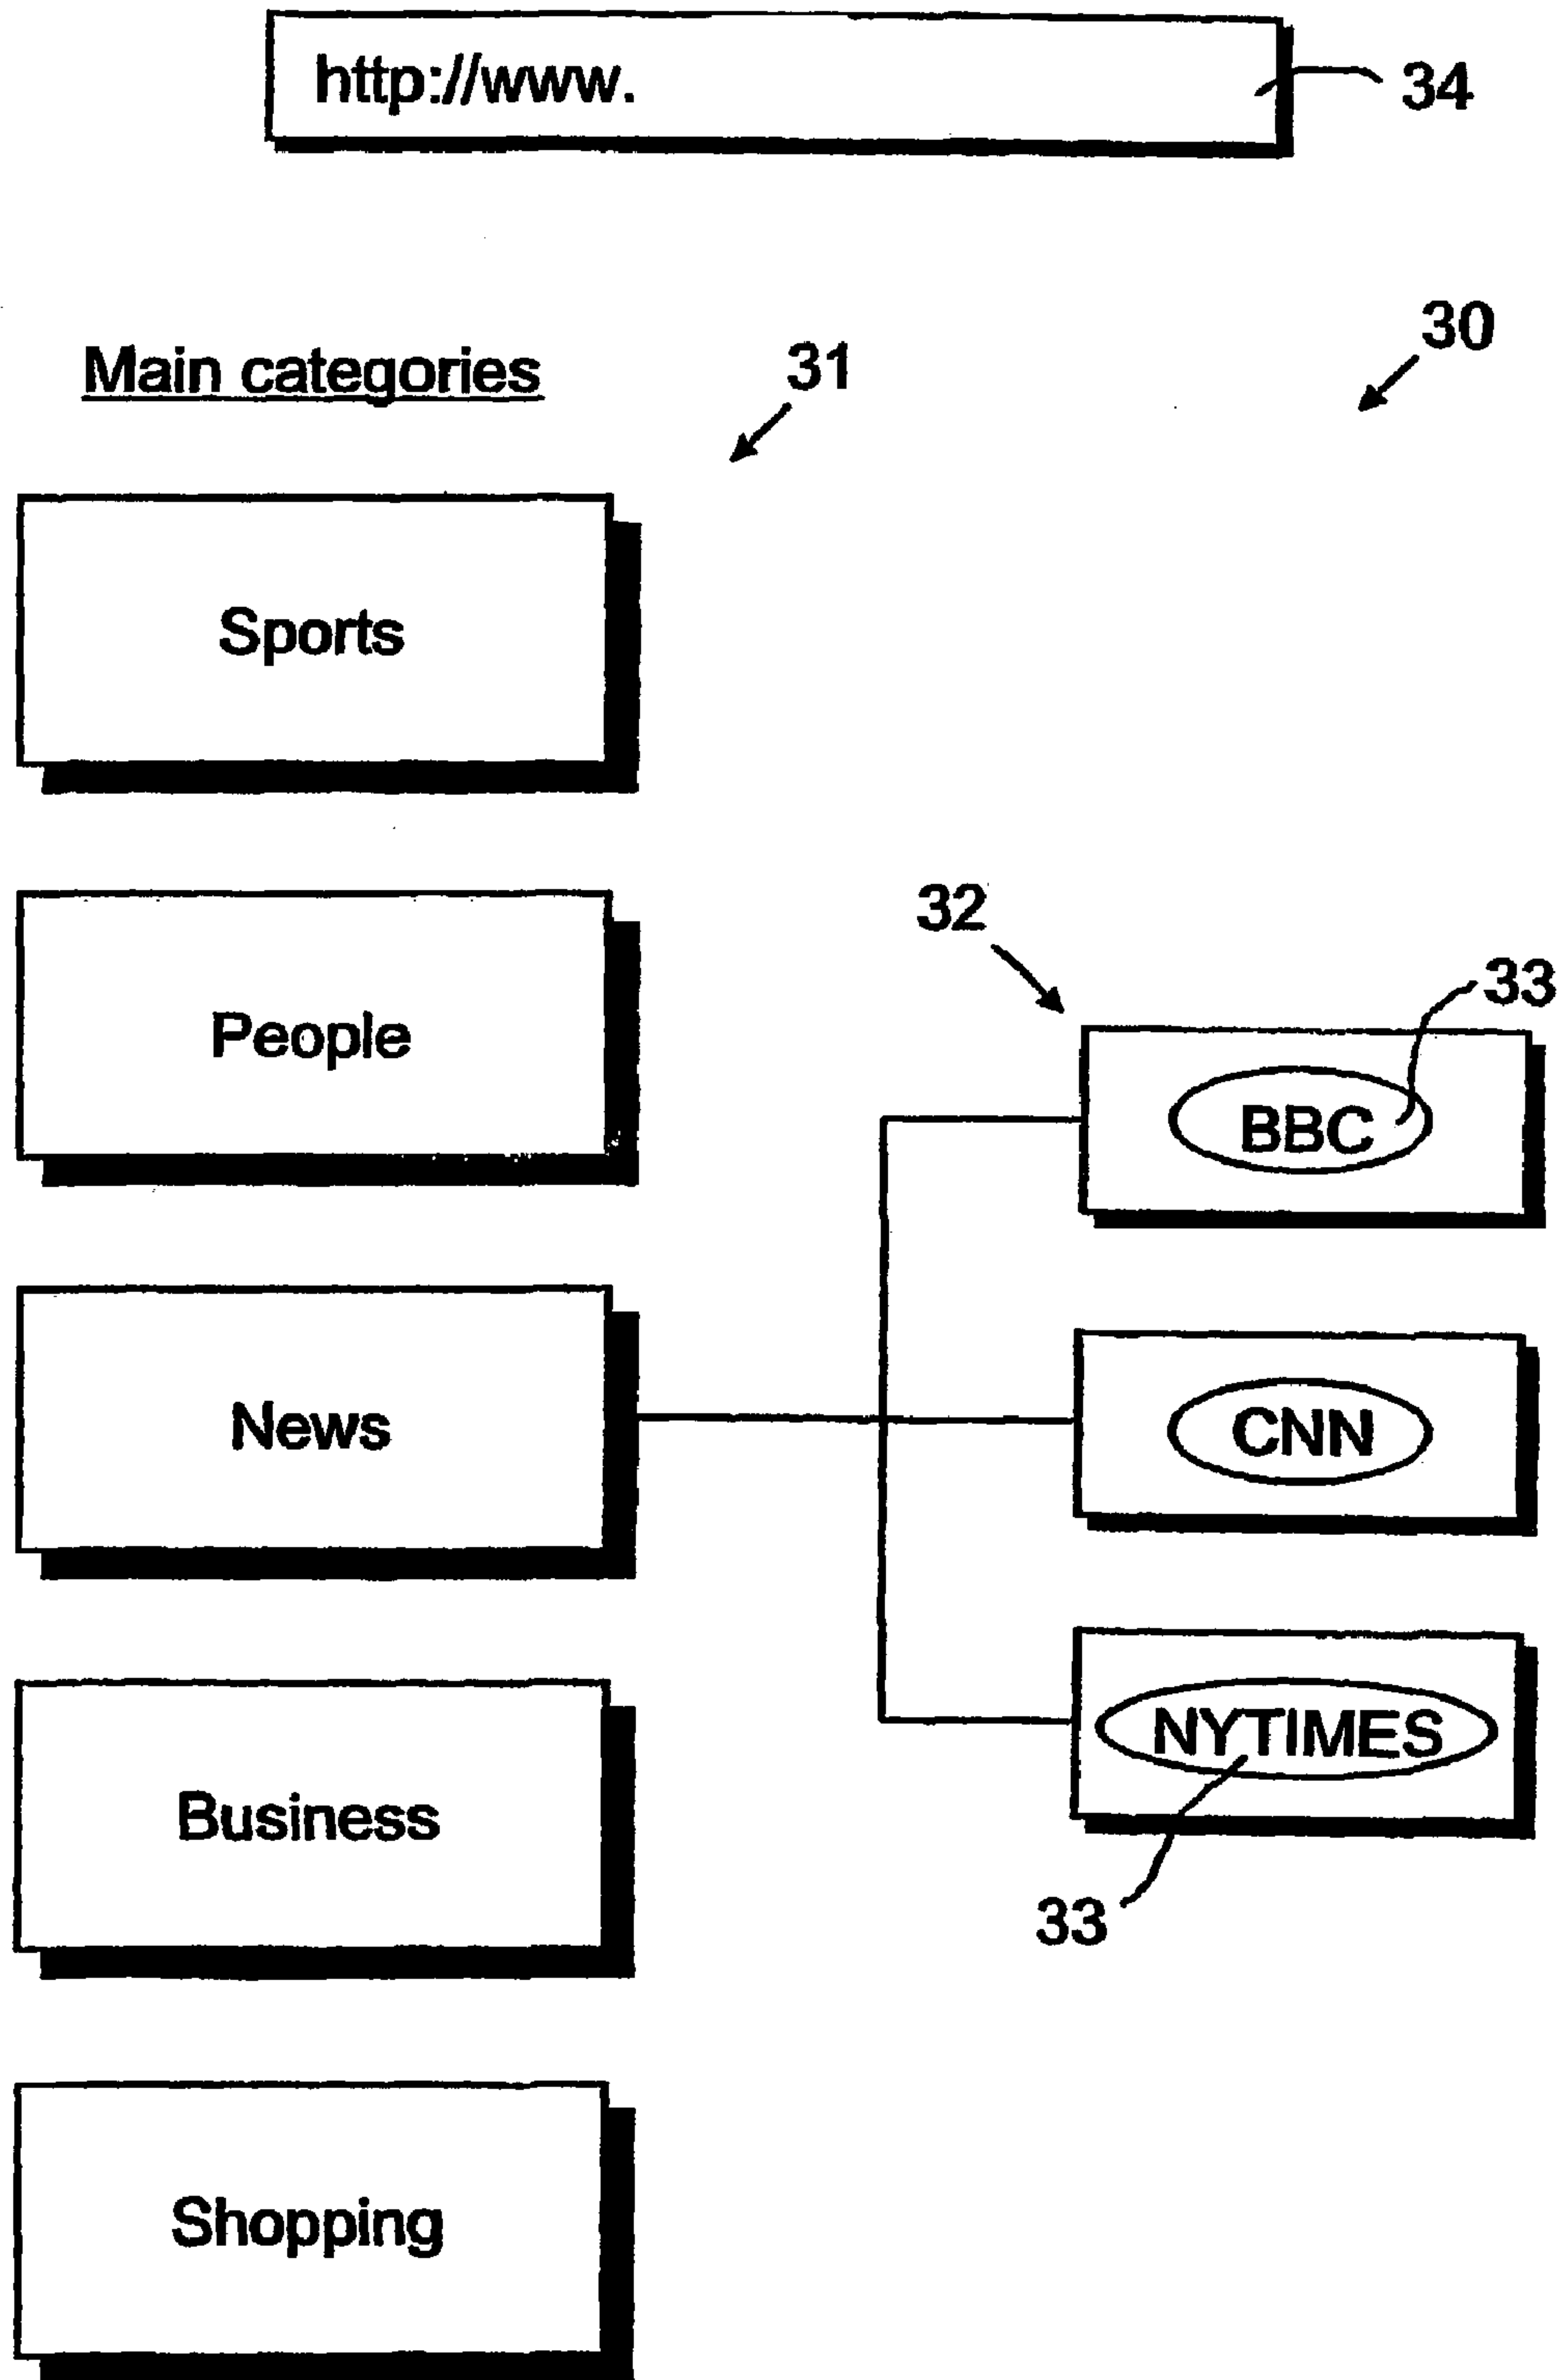 http://www.
34
30
Main categories
31
Sports
32
People
33
BBC
News
CNN
NYTIMES
Business
33
Shopping